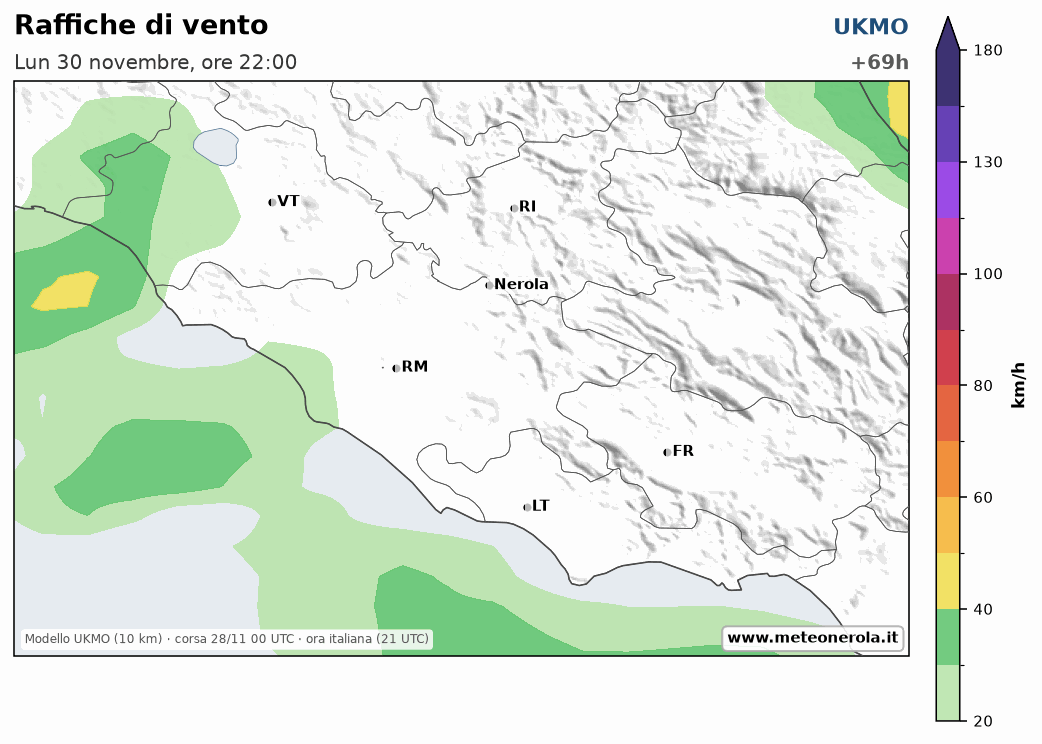 Raffiche di vento
UKMO
Lun 30 novembre, ore 22:00
+69h
180
130
100
80
60
40
20
km/h
VT
RI
Nerola
RM
FR
LT
Modello UKMO (10 km) · corsa 28/11 00 UTC · ora italiana (21 UTC)
www.meteonerola.it